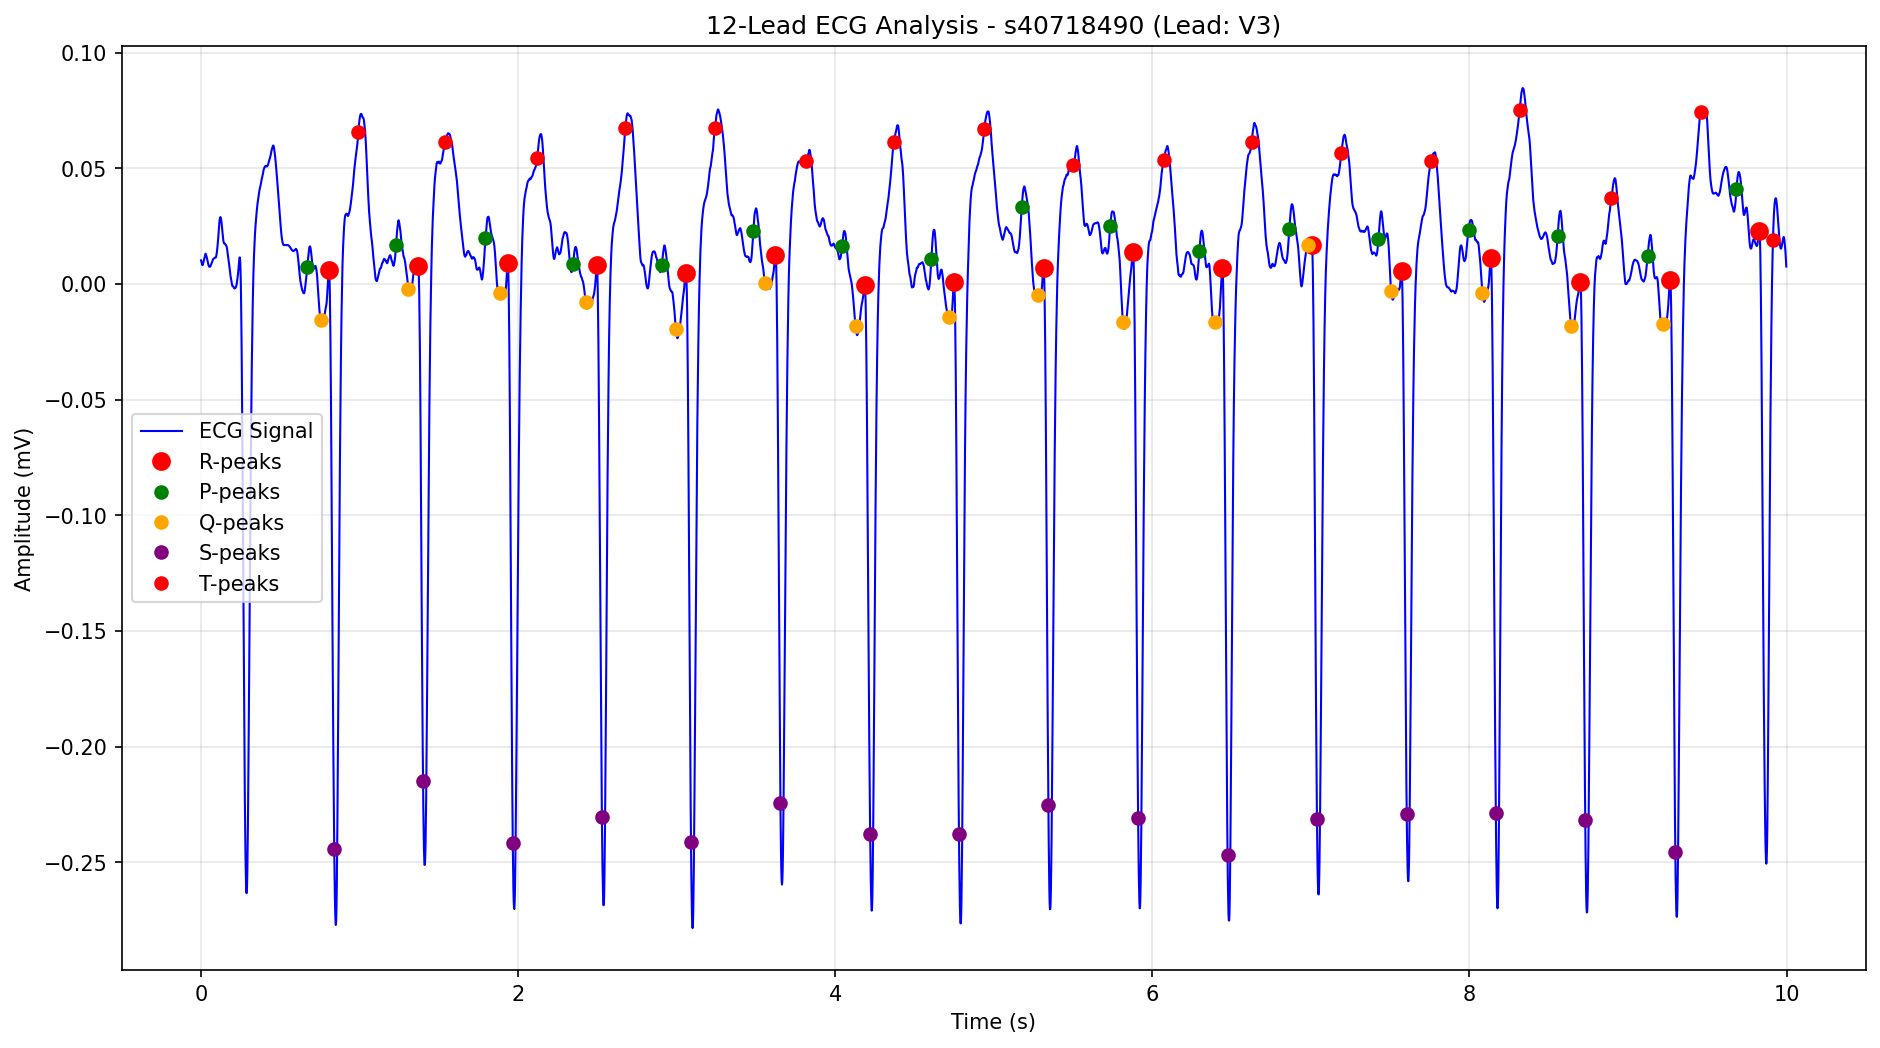 12-Lead ECG Analysis - s40718490 (Lead: V3)
Amplitude (mV)
0.10
0.05
0.00
−0.05
−0.10
−0.15
−0.20
−0.25
ECG Signal
R-peaks
P-peaks
Q-peaks
S-peaks
T-peaks
0 2 4 6 8 10
Time (s)